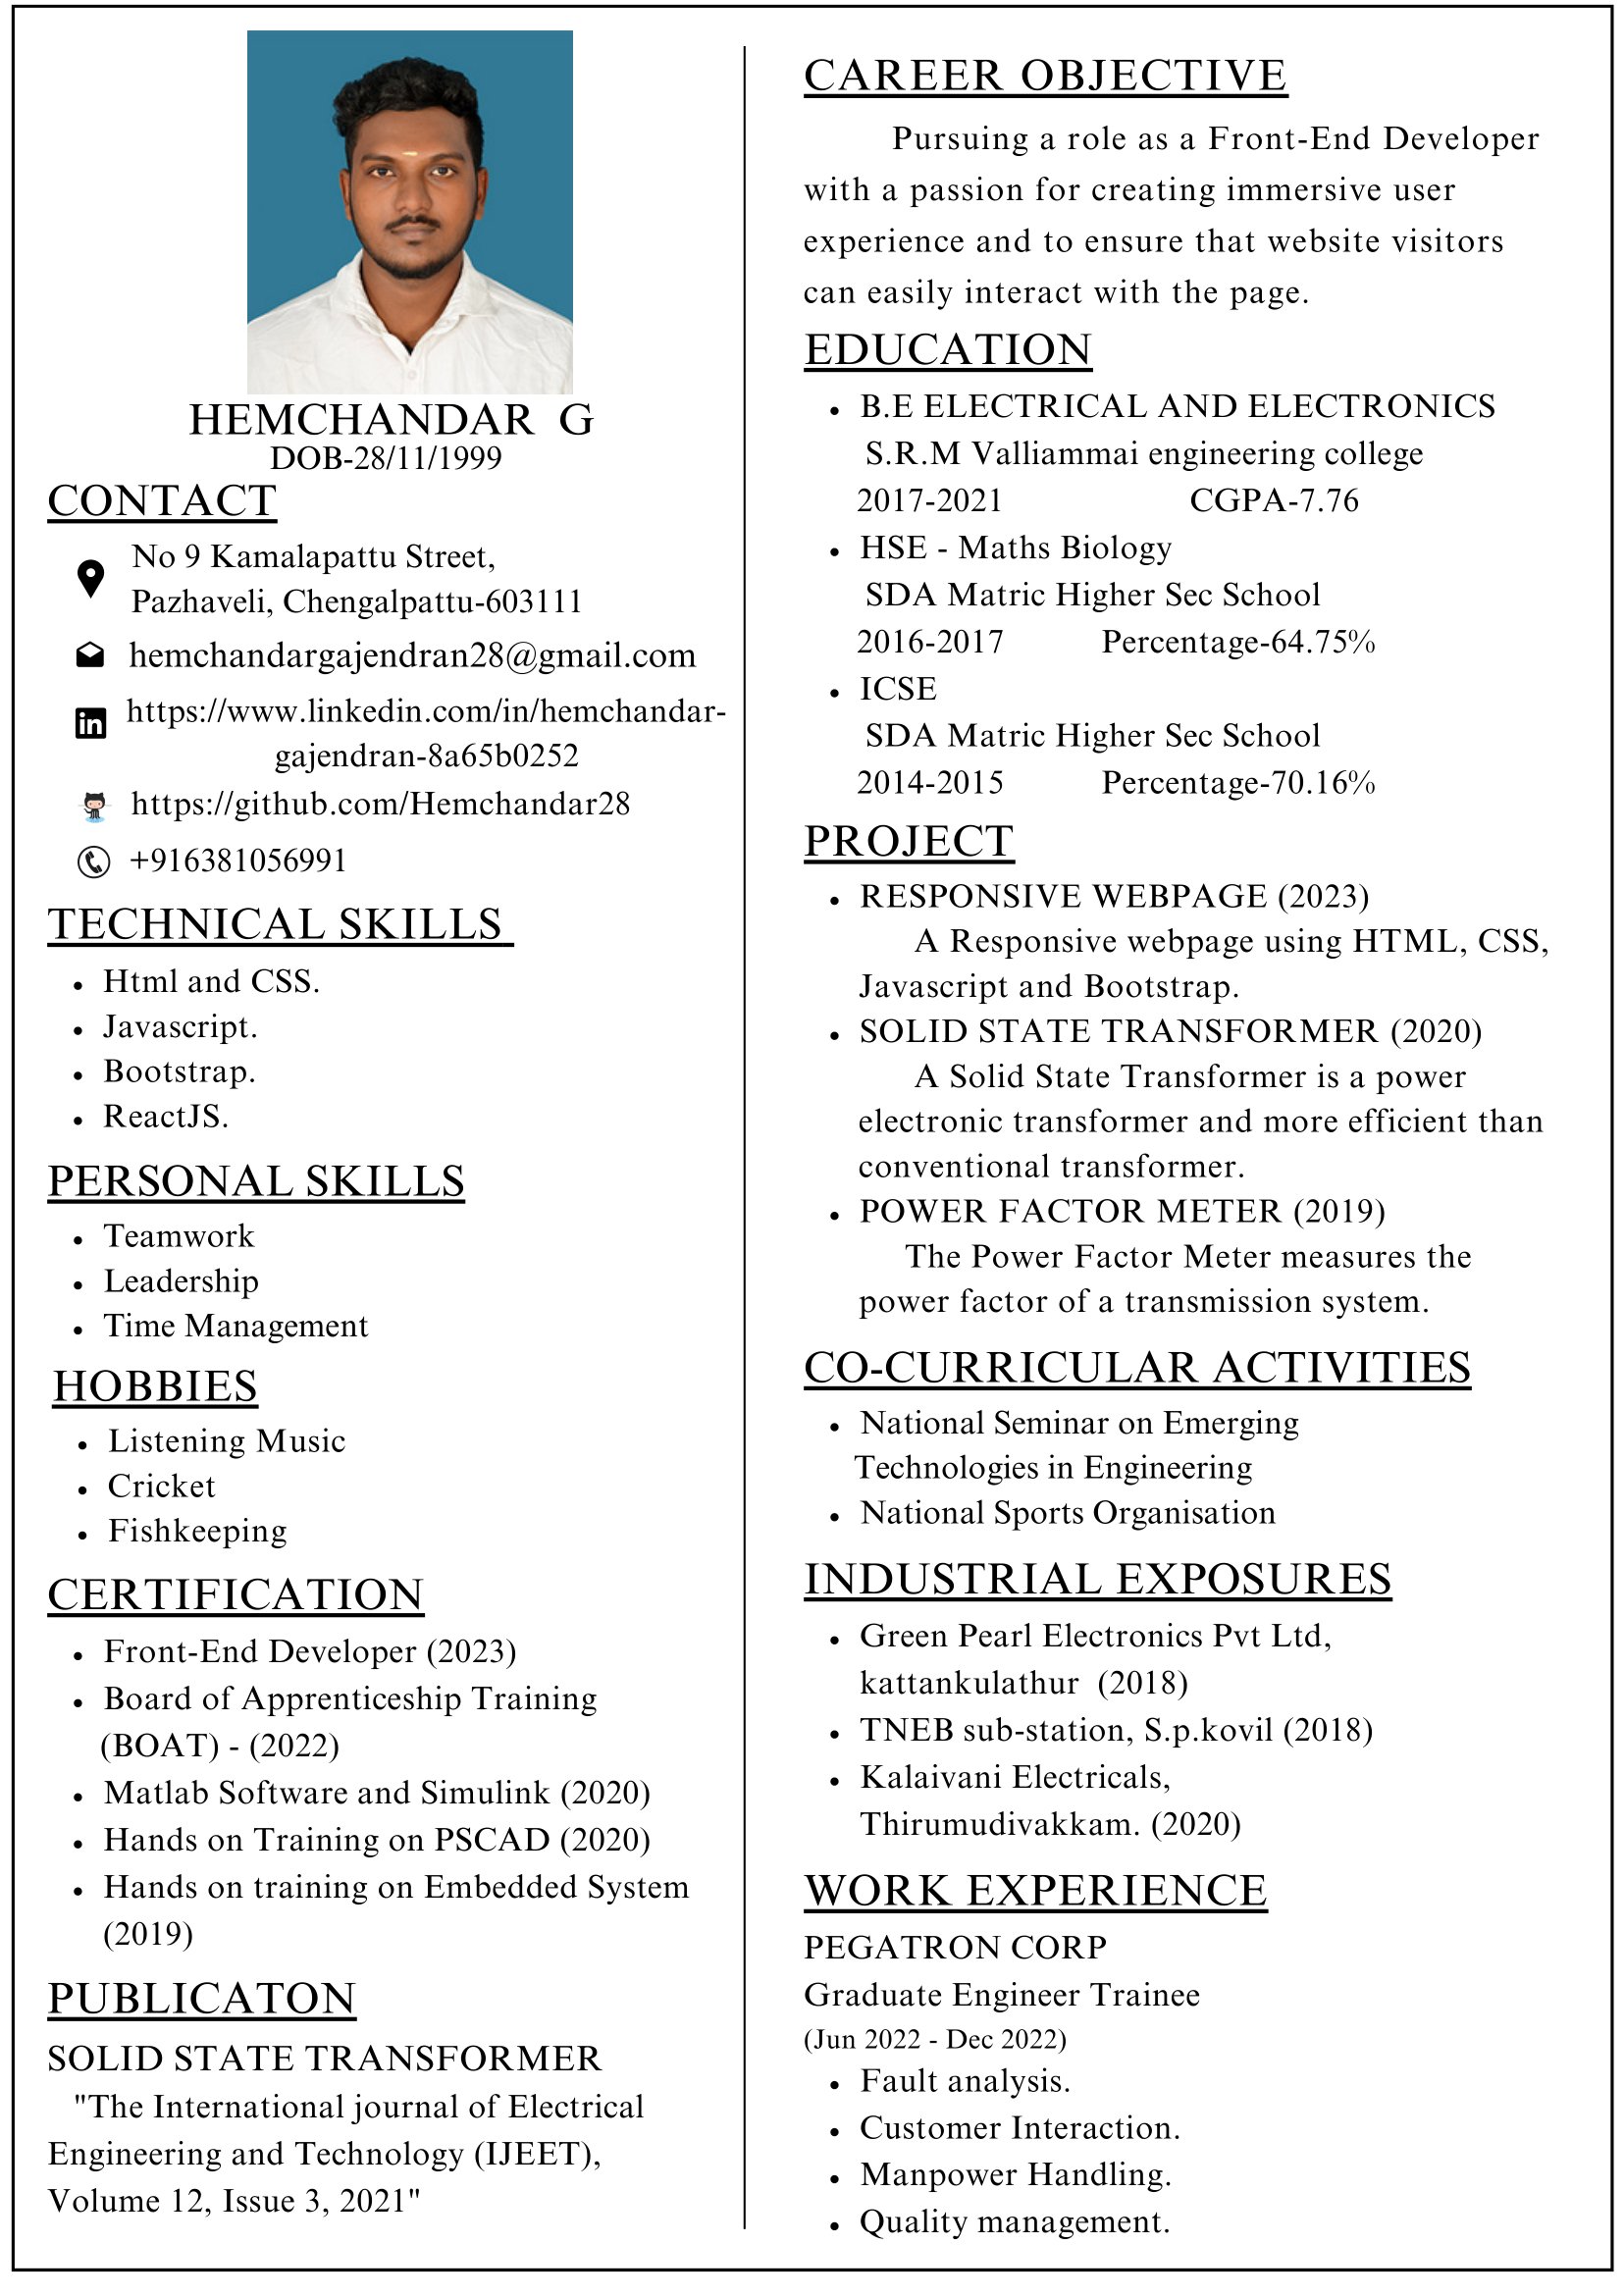 HEMCHANDAR G
DOB-28/11/1999
CONTACT
No 9 Kamalapattu Street,
Pazhaveli, Chengalpattu-603111
hemchandargajendran28@gmail.com
https://www.linkedin.com/in/hemchandar-
gajendran-8a65b0252
https://github.com/Hemchandar28
+916381056991
TECHNICAL SKILLS
• Html and CSS.
• Javascript.
• Bootstrap.
• ReactJS.
PERSONAL SKILLS
• Teamwork
• Leadership
• Time Management
HOBBIES
• Listening Music
• Cricket
• Fishkeeping
CERTIFICATION
• Front-End Developer (2023)
• Board of Apprenticeship Training
(BOAT) - (2022)
• Matlab Software and Simulink (2020)
• Hands on Training on PSCAD (2020)
• Hands on training on Embedded System
(2019)
PUBLICATON
SOLID STATE TRANSFORMER
"The International journal of Electrical
Engineering and Technology (IJEET),
Volume 12, Issue 3, 2021"
CAREER OBJECTIVE
Pursuing a role as a Front-End Developer
with a passion for creating immersive user
experience and to ensure that website visitors
can easily interact with the page.
EDUCATION
• B.E ELECTRICAL AND ELECTRONICS
S.R.M Valliammai engineering college
2017-2021 CGPA-7.76
• HSE - Maths Biology
SDA Matric Higher Sec School
2016-2017 Percentage-64.75%
• ICSE
SDA Matric Higher Sec School
2014-2015 Percentage-70.16%
PROJECT
• RESPONSIVE WEBPAGE (2023)
A Responsive webpage using HTML, CSS,
Javascript and Bootstrap.
• SOLID STATE TRANSFORMER (2020)
A Solid State Transformer is a power
electronic transformer and more efficient than
conventional transformer.
• POWER FACTOR METER (2019)
The Power Factor Meter measures the
power factor of a transmission system.
CO-CURRICULAR ACTIVITIES
• National Seminar on Emerging
Technologies in Engineering
• National Sports Organisation
INDUSTRIAL EXPOSURES
• Green Pearl Electronics Pvt Ltd,
kattankulathur (2018)
• TNEB sub-station, S.p.kovil (2018)
• Kalaivani Electricals,
Thirumudivakkam. (2020)
WORK EXPERIENCE
PEGATRON CORP
Graduate Engineer Trainee
(Jun 2022 - Dec 2022)
• Fault analysis.
• Customer Interaction.
• Manpower Handling.
• Quality management.